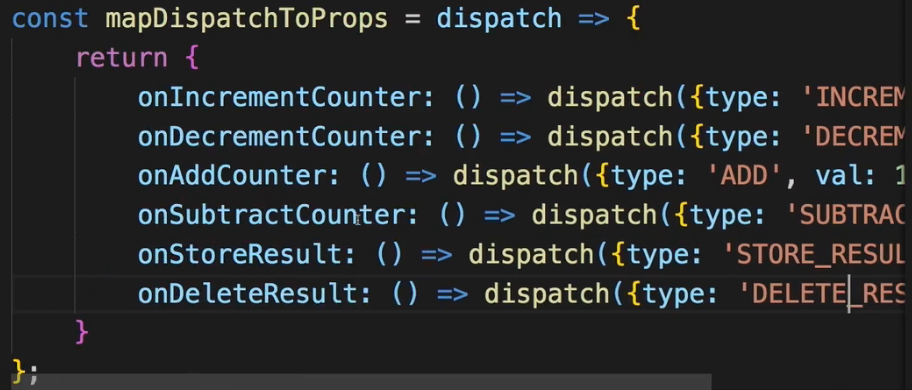 const mapDispatchToProps = dispatch => {
return {
onIncrementCounter: () => dispatch({type: 'INCREM
onDecrementCounter: () => dispatch({type: 'DECREM
onAddCounter: () => dispatch({type: 'ADD', val: 1
onSubtractCounter: () => dispatch({type: 'SUBTRAC
onStoreResult: () => dispatch({type: 'STORE_RESUL
onDeleteResult: () => dispatch({type: 'DELETE_RES
}
};